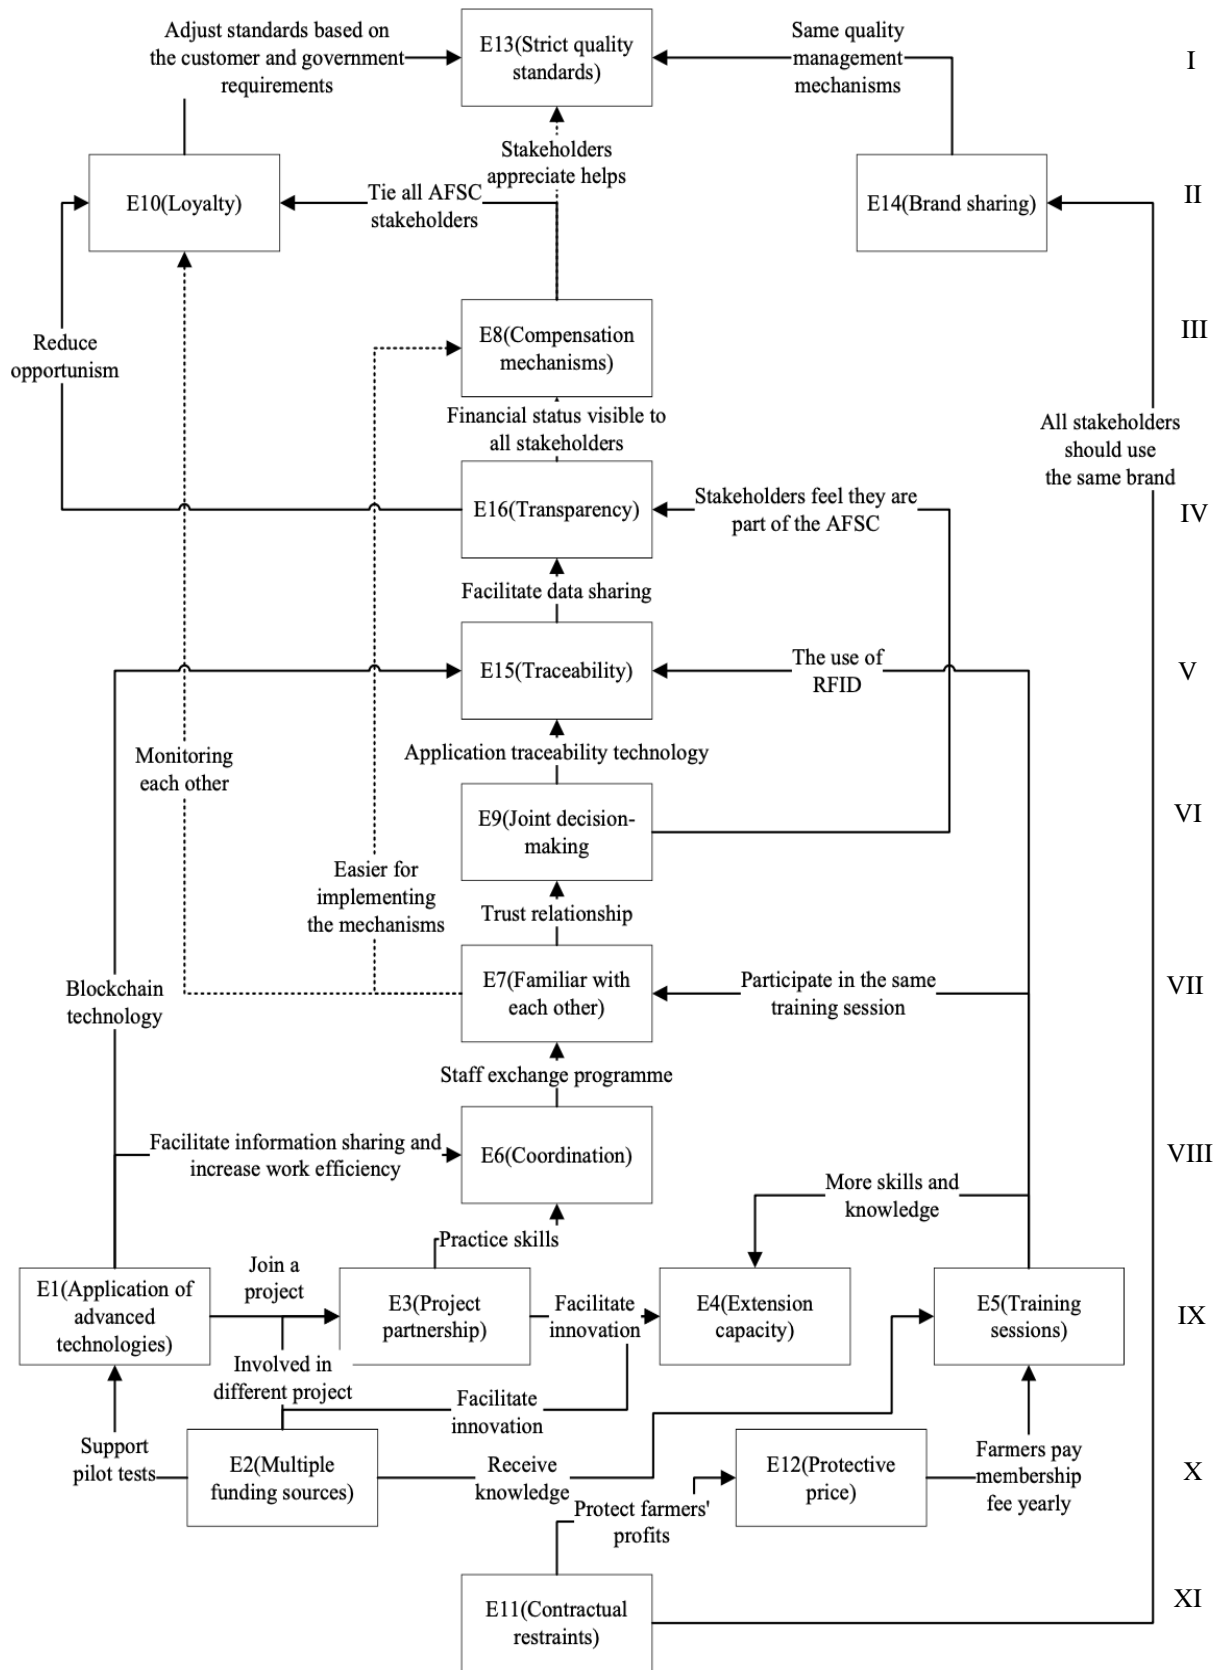 Adjust standards based on
the customer and government
requirements
E13(Strict quality
standards)
Same quality
management
mechanisms
I
Stakeholders
appreciate helps
E10(Loyalty)
Tie all AFSC
stakeholders
E14(Brand sharing)
II
Reduce
opportunism
E8(Compensation
mechanisms)
III
Financial status visible to
all stakeholders
All stakeholders
should use
the same brand
E16(Transparency)
Stakeholders feel they are
part of the AFSC
IV
Facilitate data sharing
E15(Traceability)
The use of
RFID
V
Monitoring
each other
Application traceability technology
E9(Joint decision-
making
VI
Easier for
implementing
the mechanisms
Trust relationship
Blockchain
technology
E7(Familiar with
each other)
Participate in the same
training session
VII
Staff exchange programme
Facilitate information sharing and
increase work efficiency
E6(Coordination)
VIII
More skills and
knowledge
Practice skills
E1(Application of
advanced
technologies)
Join a
project
E3(Project
partnership)
Facilitate
innovation
E4(Extension
capacity)
E5(Training
sessions)
IX
Involved in
different project
Facilitate
innovation
Support
pilot tests
E2(Multiple
funding sources)
Receive
knowledge
E12(Protective
price)
Farmers pay
membership
fee yearly
X
Protect farmers'
profits
E11(Contractual
restraints)
XI